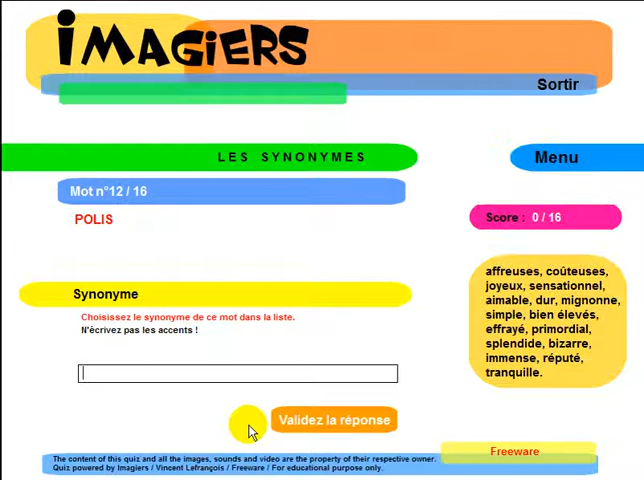 iMAGiERS
Sortir
LES SYNONYMES
Menu
Mot n°12 / 16
POLIS
Score : 0 / 16
Synonyme
Choisissez le synonyme de ce mot dans la liste.
N'écrivez pas les accents !
affreuses, coûteuses,
joyeux, sensationnel,
aimable, dur, mignonne,
simple, bien élevés,
effrayé, primordial,
splendide, bizarre,
immense, réputé,
tranquille.
Validez la réponse
Freeware
The content of this quiz and all the images, sounds and video are the property of their respective owner.
Quiz powered by Imagiers / Vincent Lefrançois / Freeware / For educational purpose only.